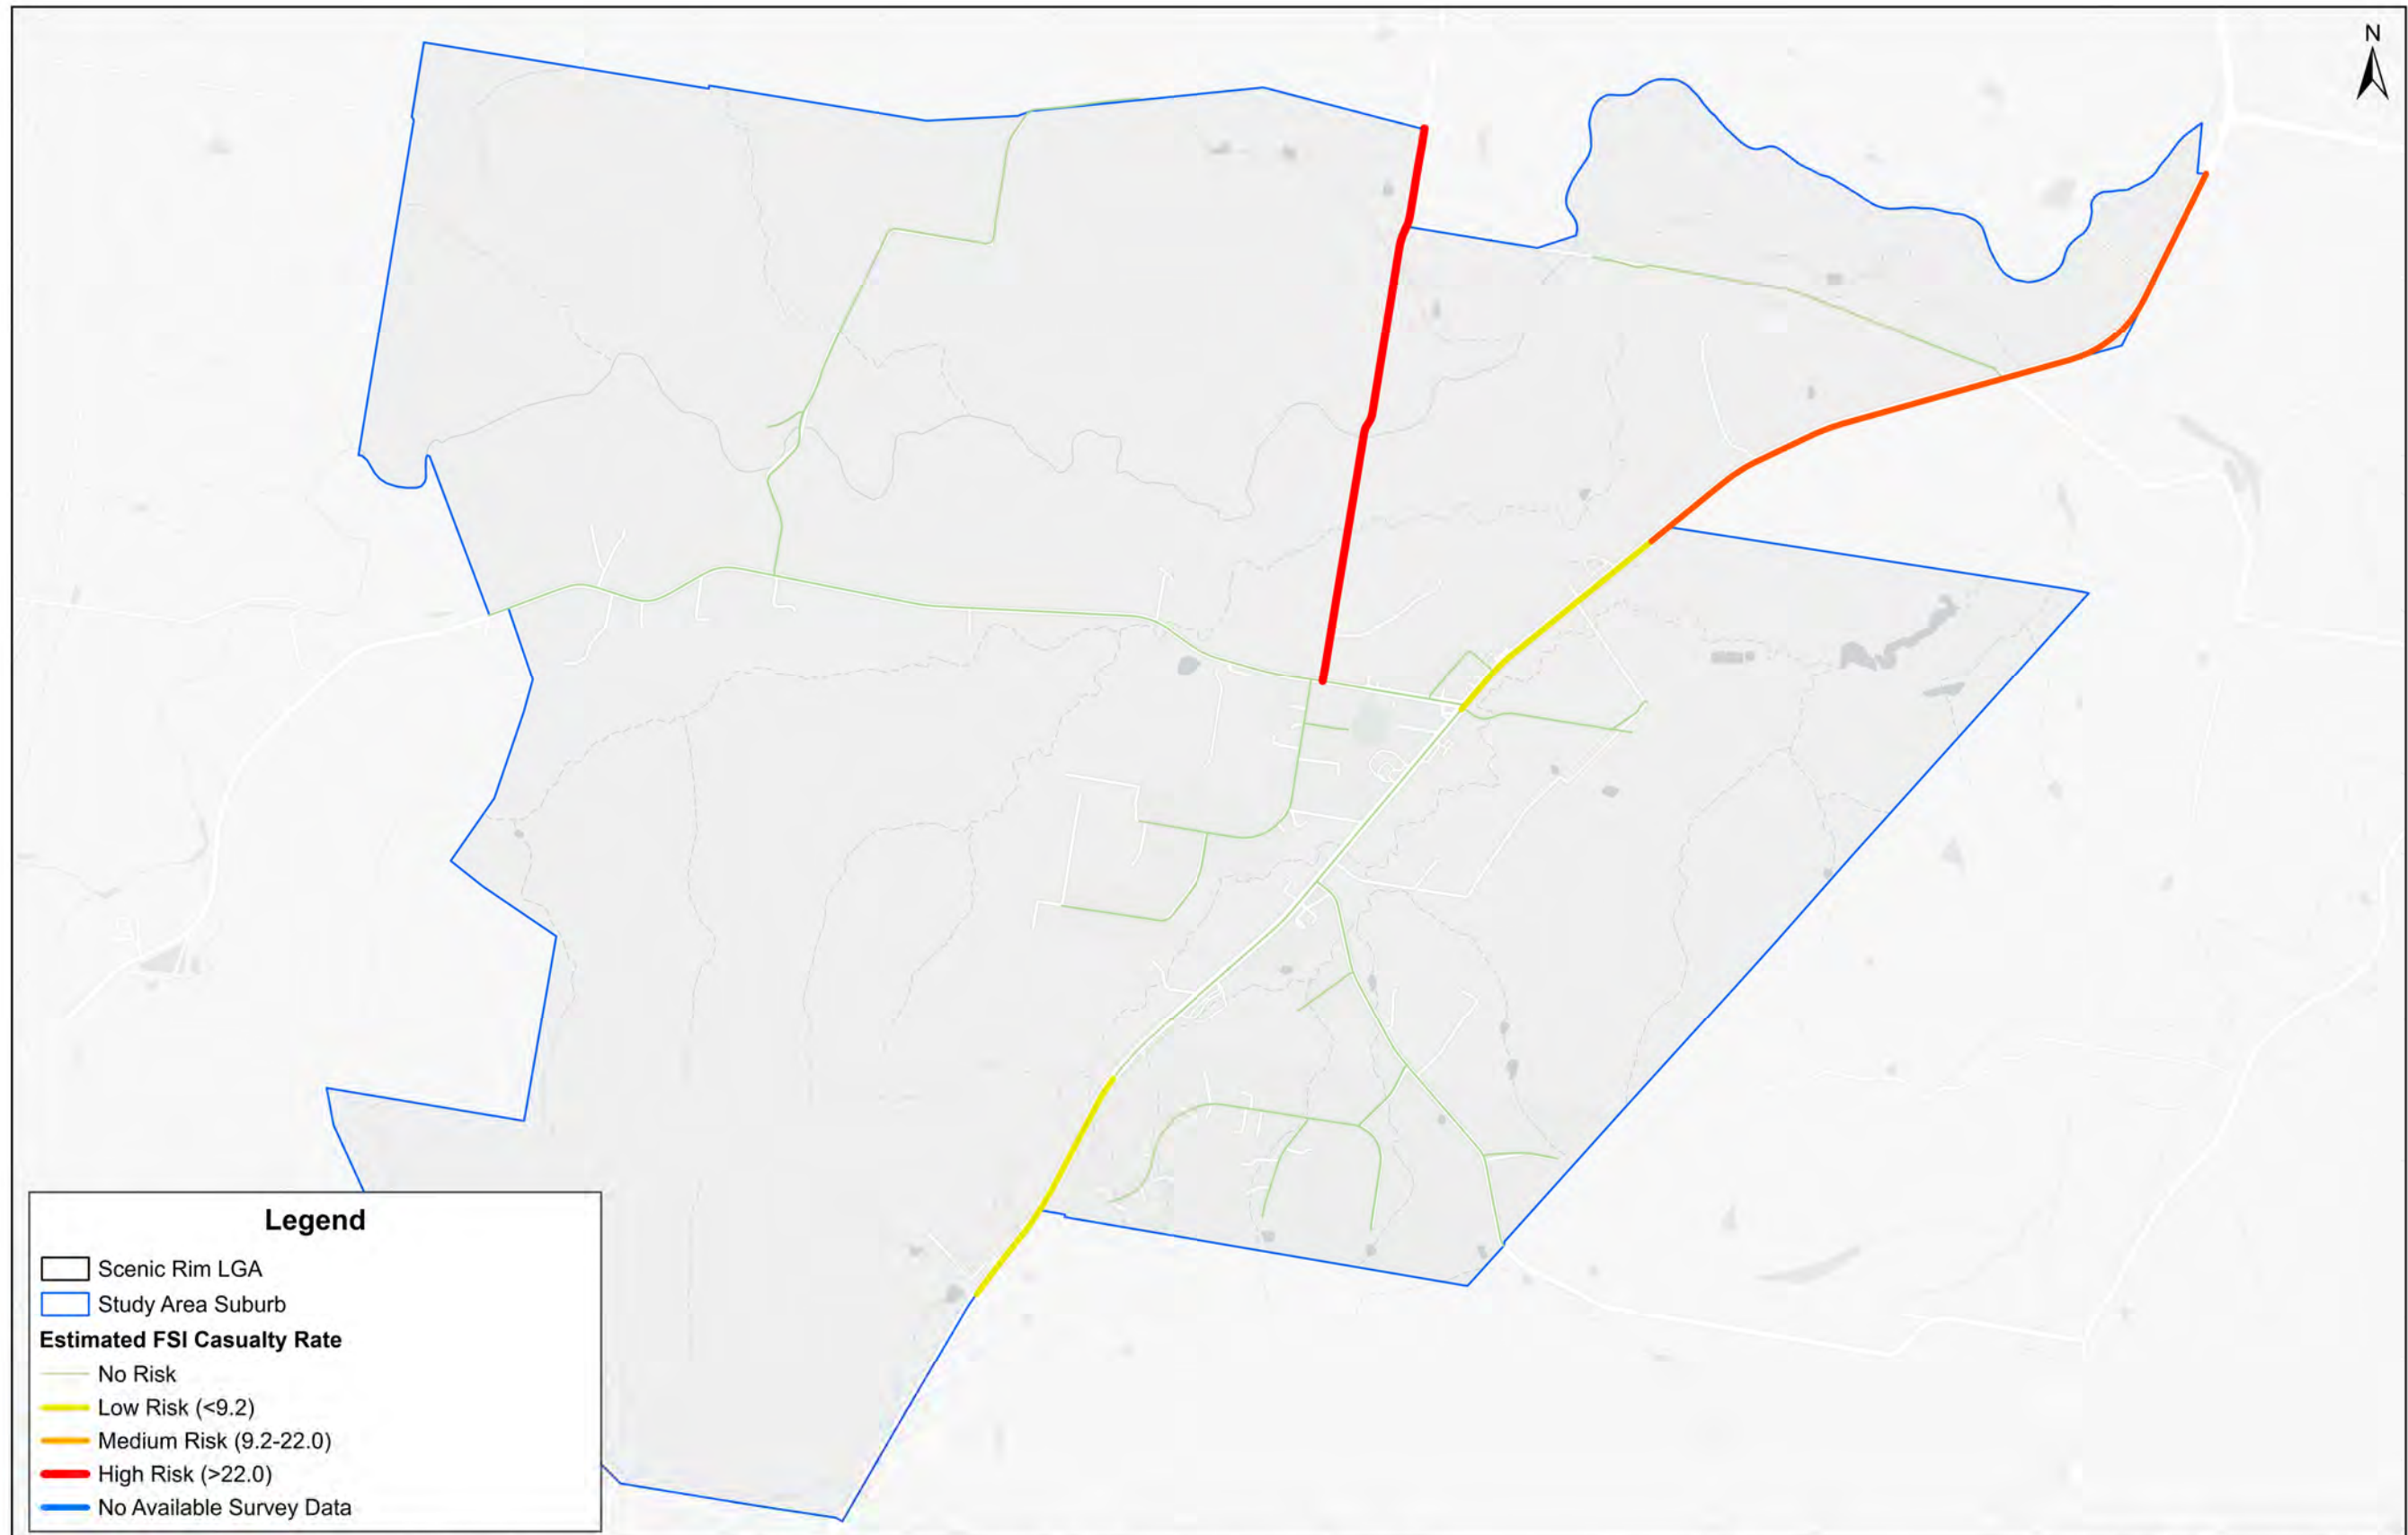 N
Legend
Scenic Rim LGA
Study Area Suburb
Estimated FSI Casualty Rate
No Risk
Low Risk (<9.2)
Medium Risk (9.2-22.0)
High Risk (>22.0)
No Available Survey Data